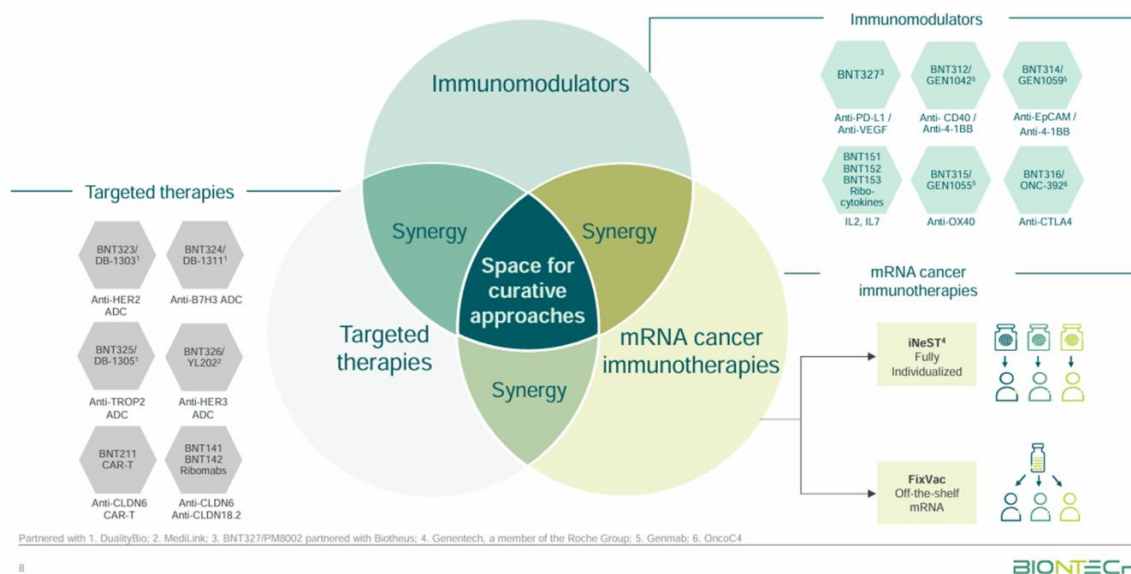 Immunomodulators
BNT327³
BNT312/
GEN1042⁵
BNT314/
GEN1059⁵
Anti-PD-L1 /
Anti-VEGF
Anti- CD40 /
Anti-4-1BB
Anti-EpCAM /
Anti-4-1BB
BNT151
BNT152
BNT153
Ribo-
cytokines
BNT315/
GEN1055⁵
BNT316/
ONC-392⁶
IL2, IL7
Anti-OX40
Anti-CTLA4
Immunomodulators
Synergy
Synergy
Space for
curative
approaches
Targeted
therapies
mRNA cancer
immunotherapies
Synergy
Targeted therapies
BNT323/
DB-1303¹
BNT324/
DB-1311¹
Anti-HER2
ADC
Anti-B7H3 ADC
BNT325/
DB-1305¹
BNT326/
YL202²
Anti-TROP2
ADC
Anti-HER3
ADC
BNT211
CAR-T
BNT141
BNT142
Ribomabs
Anti-CLDN6
CAR-T
Anti-CLDN6
Anti-CLDN18.2
mRNA cancer
immunotherapies
iNeST⁴
Fully
Individualized
FixVac
Off-the-shelf
mRNA
Partnered with 1. DualityBio; 2. MediLink; 3. BNT327/PM8002 partnered with Biotheus; 4. Genentech, a member of the Roche Group; 5. Genmab; 6. OncoC4
8
BIONTECH